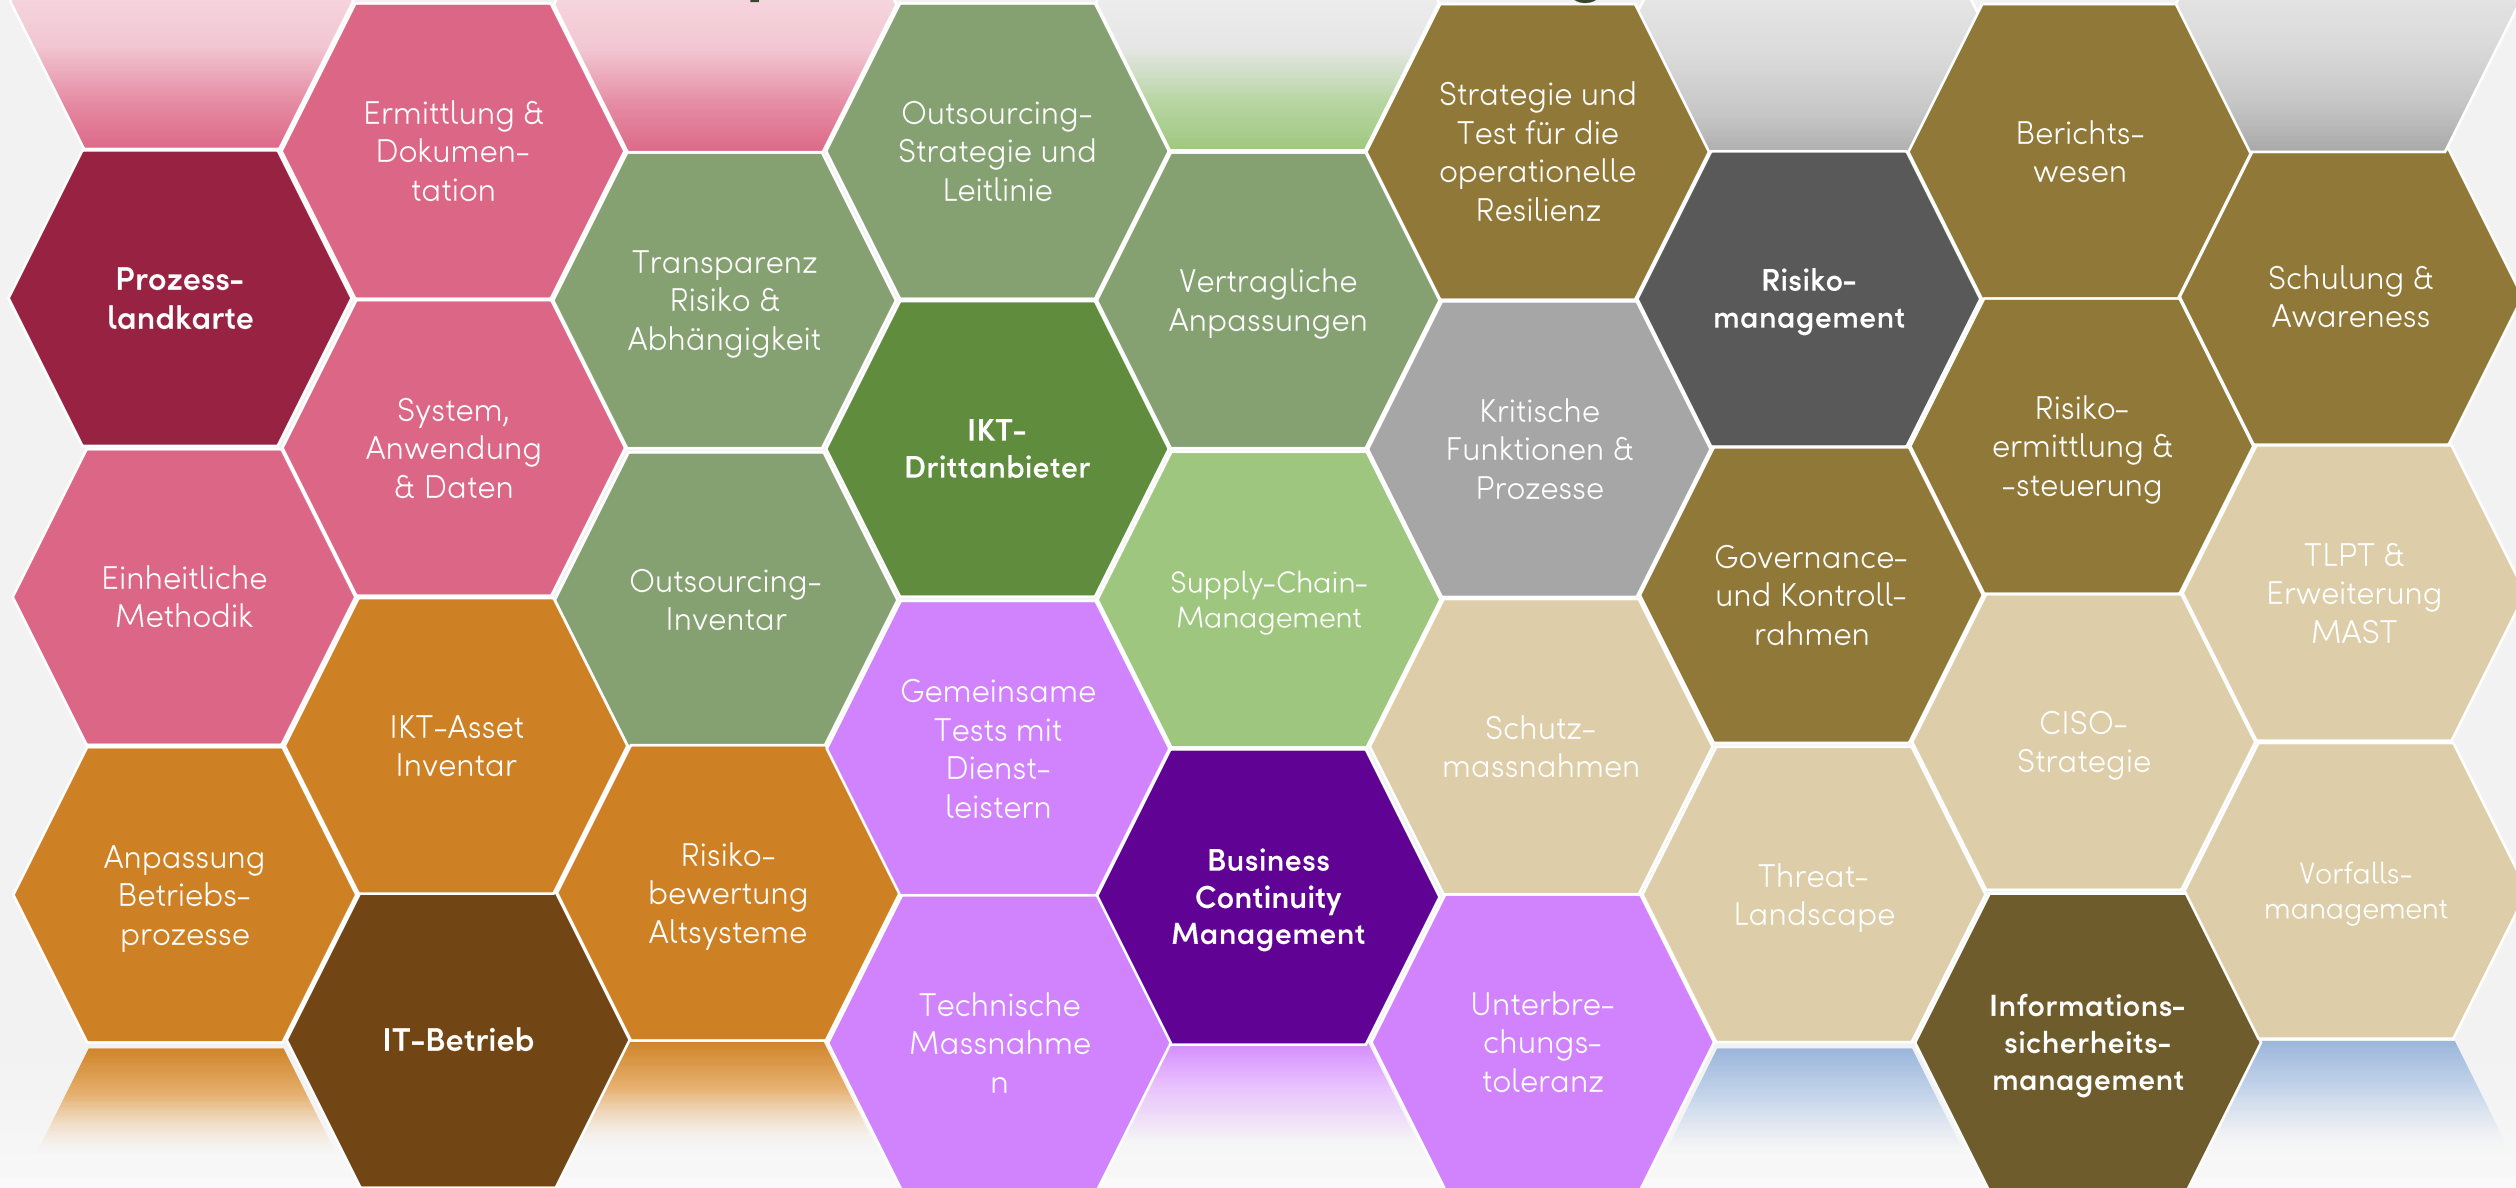 Ermittlung &
Dokumen-
tation
Outsourcing-
Strategie und
Leitlinie
Strategie und
Test für die
operationelle
Resilienz
Berichts-
wesen
Prozess-
landkarte
Transparenz
Risiko &
Abhängigkeit
Vertragliche
Anpassungen
Risiko-
management
Schulung &
Awareness
System,
Anwendung
& Daten
IKT-
Drittanbieter
Kritische
Funktionen &
Prozesse
Risiko-
ermittlung &
-steuerung
Einheitliche
Methodik
Outsourcing-
Inventar
Supply-Chain-
Management
Governance-
und Kontroll-
rahmen
TLPT &
Erweiterung
MAST
IKT-Asset
Inventar
Gemeinsame
Tests mit
Dienst-
leistern
Schutz-
massnahmen
CISO-
Strategie
Anpassung
Betriebs-
prozesse
Risiko-
bewertung
Altsysteme
Business
Continuity
Management
Threat-
Landscape
Vorfalls-
management
IT-Betrieb
Technische
Massnahme
n
Unterbre-
chungs-
toleranz
Informations-
sicherheits-
management